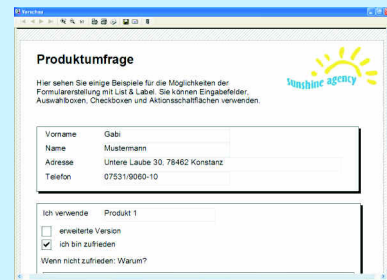 Vorschau
Produktumfrage
sunshine agency
Hier sehen Sie einige Beispiele für die Möglichkeiten der
Formularerstellung mit List & Label. Sie können Eingabefelder,
Auswahlboxen, Checkboxen und Aktionsschaltflächen verwenden.
Vorname Gabi
Name Mustermann
Adresse Untere Laube 30, 78462 Konstanz
Telefon 07531/9060-10
Ich verwende Produkt 1
erweiterte Version
ich bin zufrieden
Wenn nicht zufrieden: Warum?